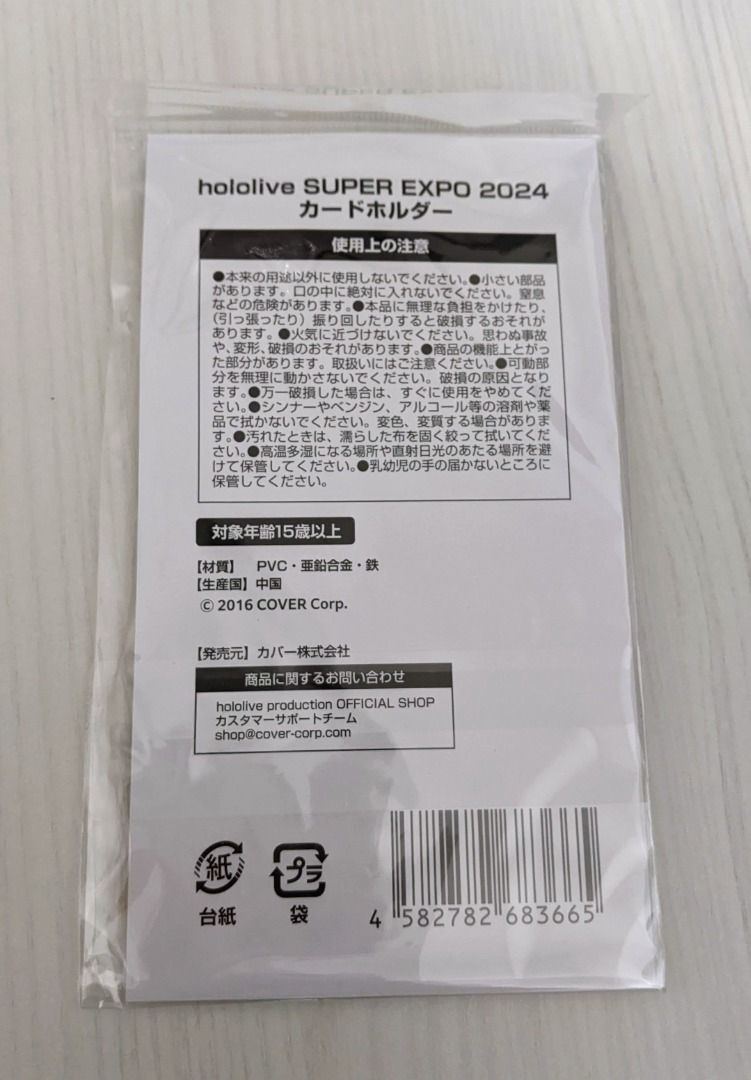 hololive SUPER EXPO 2024
カードホルダー
使用上の注意
●本来の用途以外に使用しないでください。●小さい部品
があります。口の中に絶対に入れないでください。窒息
などの危険があります。●本品に無理な負担をかけたり、
(引っ張ったり）振り回したりすると破損するおそれが
あります。●火気に近づけないでください。思わぬ事故
や、変形、破損のおそれがあります。●商品の機能上とがっ
た部分があります。取扱いにはご注意ください。●可動部
分を無理に動かさないでください。破損の原因となり
ます。●万一破損した場合は、すぐに使用をやめてくだ
さい。●シンナーやベンジン、アルコール等の溶剤や薬
品で拭かないでください。変色、変質する場合がありま
す。●汚れたときは、濡らした布を固く絞って拭いてくだ
さい。●高温多湿になる場所や直射日光のあたる場所を避
けて保管してください。●乳幼児の手の届かないところに
保管してください。
対象年齢15歳以上
【材質】 PVC・亜鉛合金・鉄
【生産国】中国
© 2016 COVER Corp.
【発売元】カバー株式会社
商品に関するお問い合わせ
hololive production OFFICIAL SHOP
カスタマーサポートチーム
shop@cover-corp.com
紙
台紙
プラ
袋
4 582782 683665